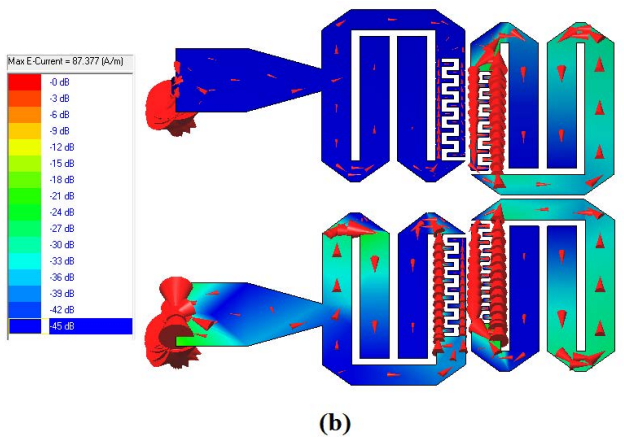 Max E-Current = 87.377 (A/m)
-0 dB
-3 dB
-6 dB
-9 dB
-12 dB
-15 dB
-18 dB
-21 dB
-24 dB
-27 dB
-30 dB
-33 dB
-36 dB
-39 dB
-42 dB
-45 dB
(b)